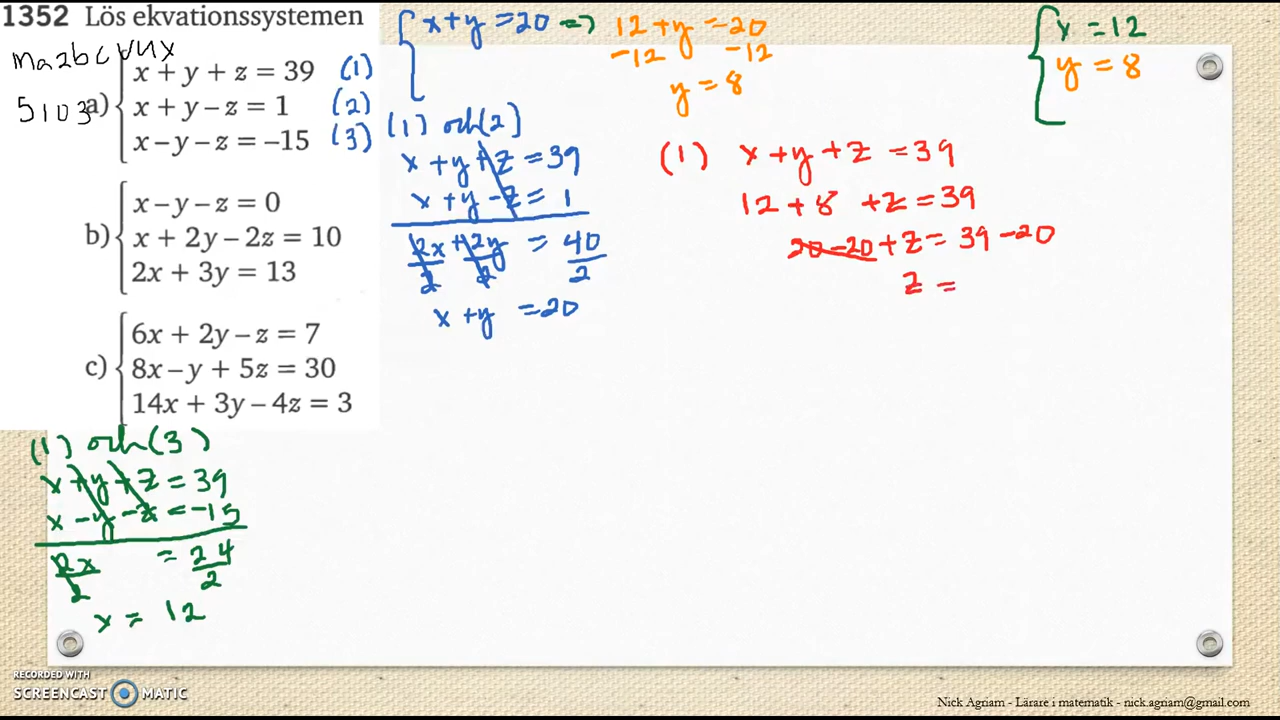 1352 Lös ekvationssystemen
ma2bcvux
5103
a) x + y + z = 39 (1)
x + y – z = 1 (2)
x – y – z = –15 (3)
b) x – y – z = 0
x + 2y – 2z = 10
2x + 3y = 13
c) 6x + 2y – z = 7
8x – y + 5z = 30
14x + 3y – 4z = 3
(1) och (3)
x + y + z = 39
x – y – z = –15
2x/2 = 24/2
x = 12
x + y = 20 => 12 + y = 20
–12 –12
y = 8
(1) och (2)
x + y + z = 39
x + y – z = 1
2x/2 + 2y/2 = 40/2
x + y = 20
(1) x + y + z = 39
12 + 8 + z = 39
20 – 20 + z = 39 – 20
z =
x = 12
y = 8
RECORDED WITH
SCREENCAST MATIC
Nick Agriam - Lärare i matematik - nick.agriam@gmail.com